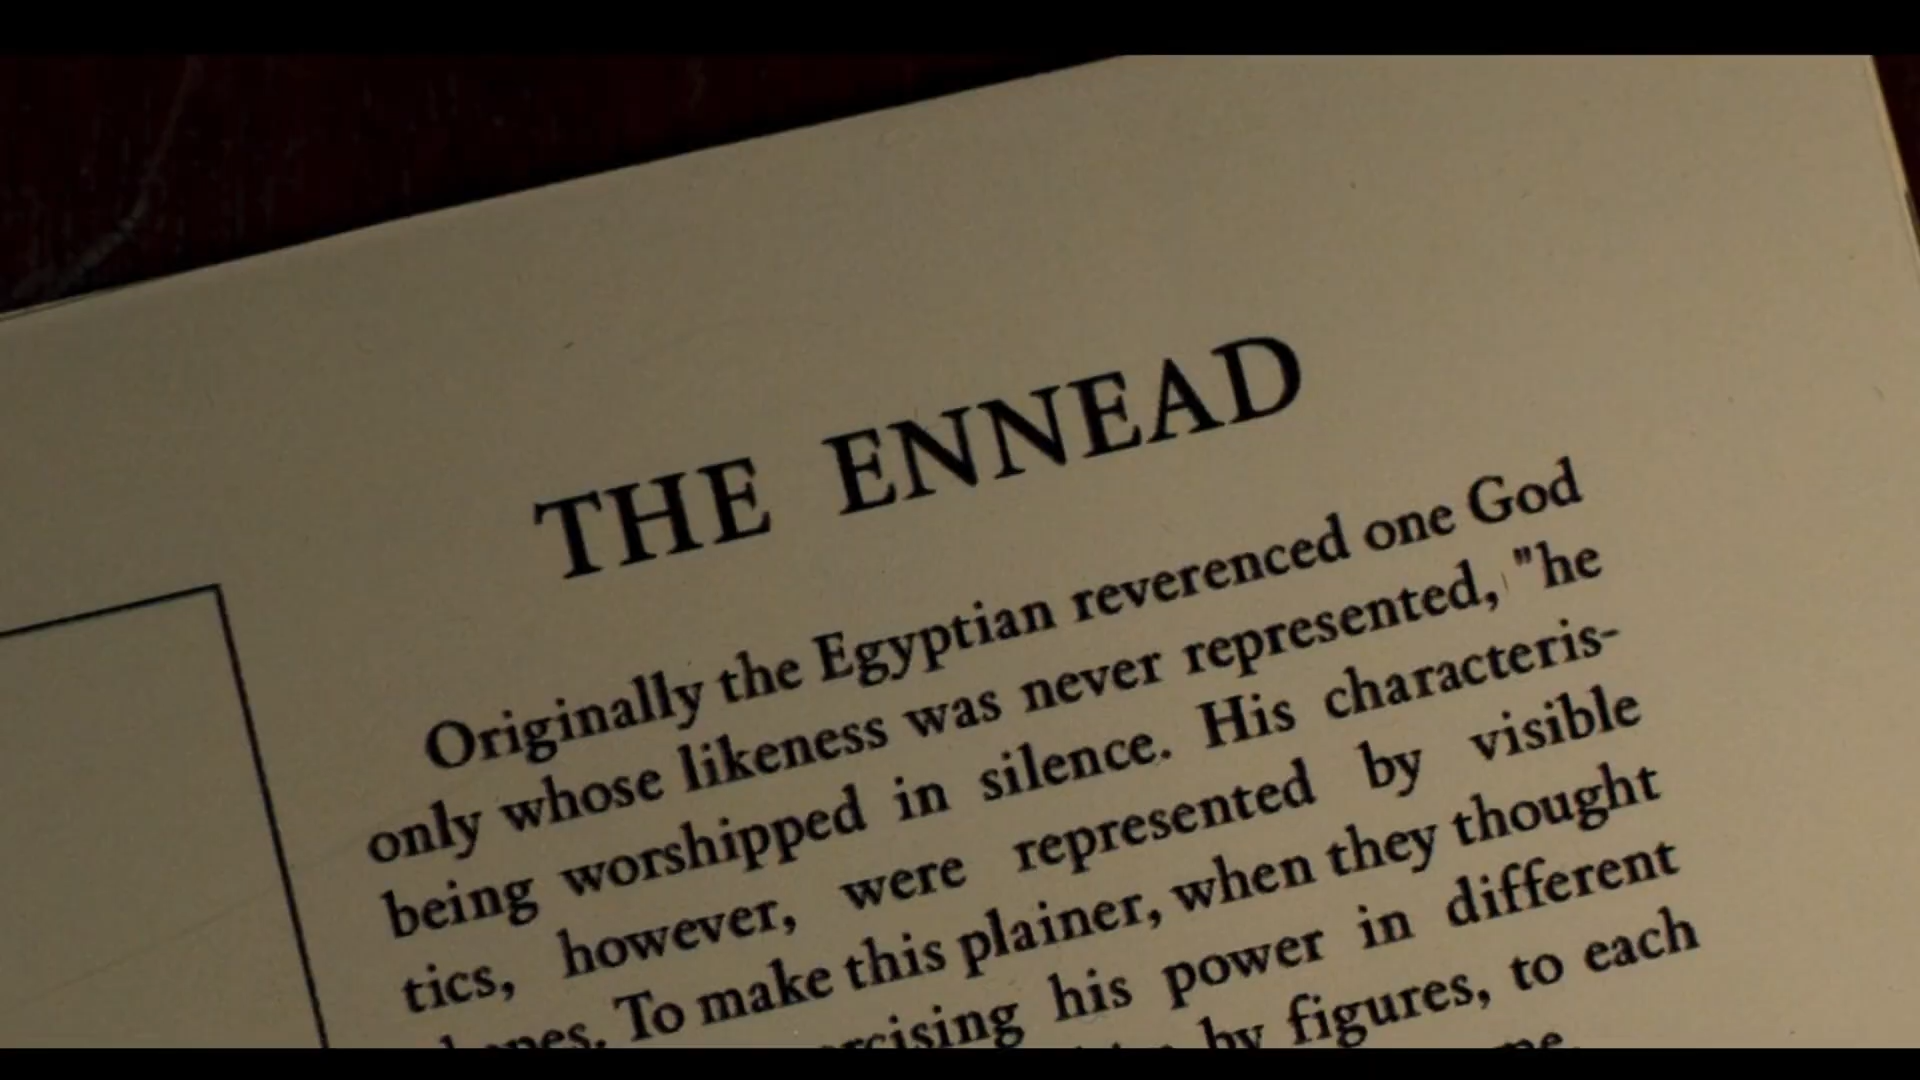 THE ENNEAD
Originally the Egyptian reverenced one God
only whose likeness was never represented, "he
being worshipped in silence. His characteris-
tics, however, were represented by visible
To make this plainer, when they thought
his power in different
by figures, to each